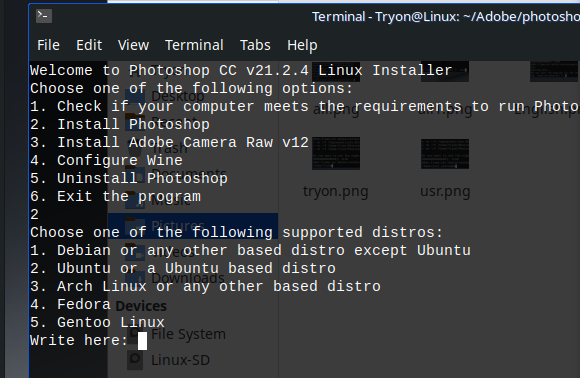 Terminal - Tryon@Linux: ~/Adobe/photosho
File Edit View Terminal Tabs Help
Welcome to Photoshop CC v21.2.4 Linux Installer
Choose one of the following options:
1. Check if your computer meets the requirements to run Photo
2. Install Photoshop
3. Install Adobe Camera Raw v12
4. Configure Wine
5. Uninstall Photoshop
6. Exit the program
2
Choose one of the following supported distros:
1. Debian or any other based distro except Ubuntu
2. Ubuntu or a Ubuntu based distro
3. Arch Linux or any other based distro
4. Fedora
5. Gentoo Linux
Write here:
Desktop
Trash
Documents
Music
Pictures
Videos
Downloads
Devices
File System
Linux-SD
tryon.png
usr.png